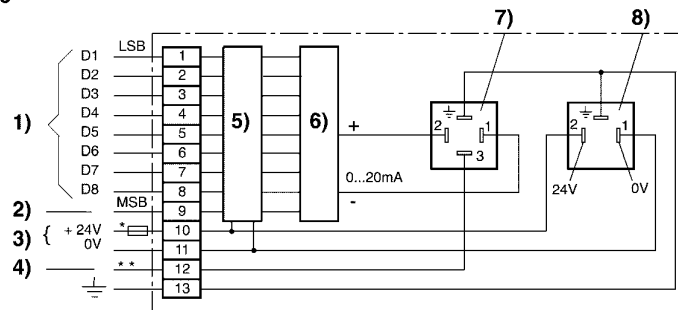 7) 8)
D1 LSB 1
D2 2
D3 3
D4 4
1) D5 5 5) 6) +
D6 6
D7 7 0...20mA
D8 8 -
2) MSB 9
3) { + 24V * 10
0V 11
4) * * 12
13
2 1
3
2 1
24V 0V